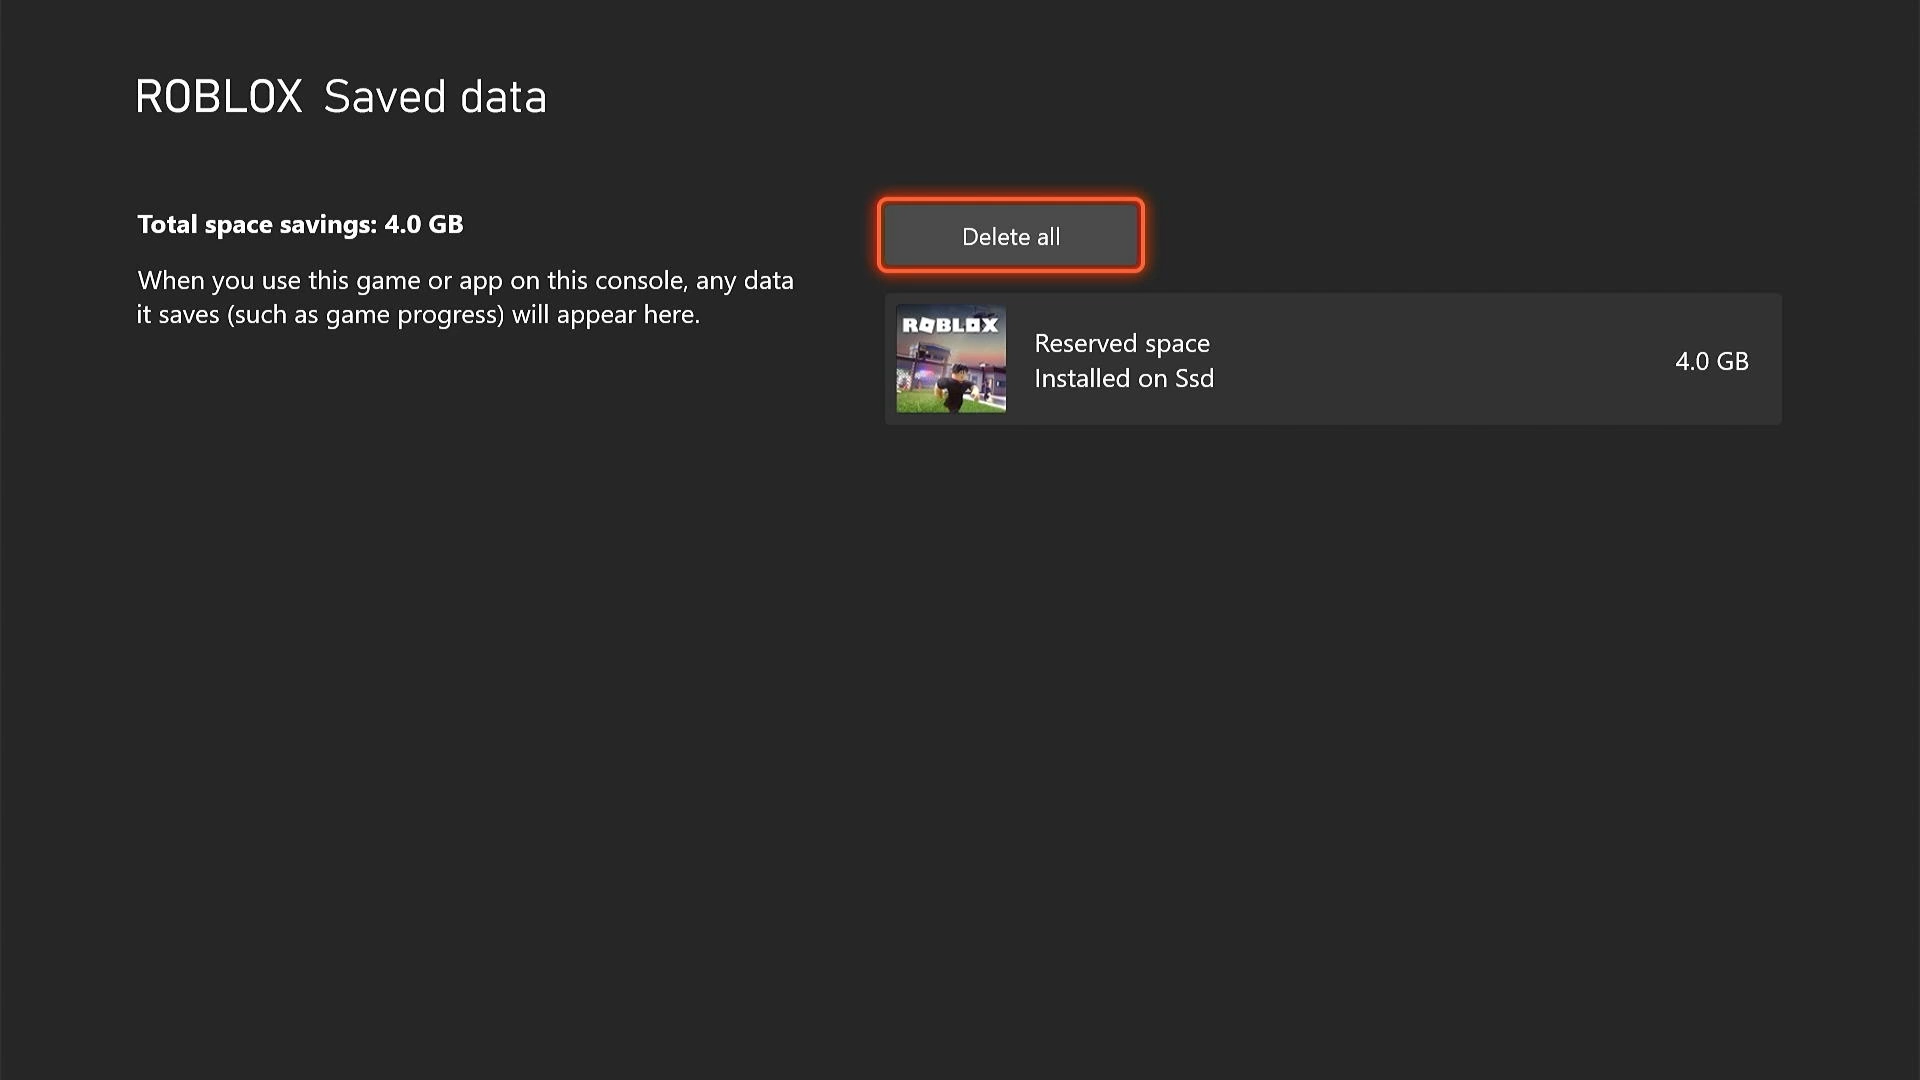 ROBLOX Saved data
Total space savings: 4.0 GB
When you use this game or app on this console, any data
it saves (such as game progress) will appear here.
Delete all
ROBLOX
Reserved space
Installed on Ssd
4.0 GB